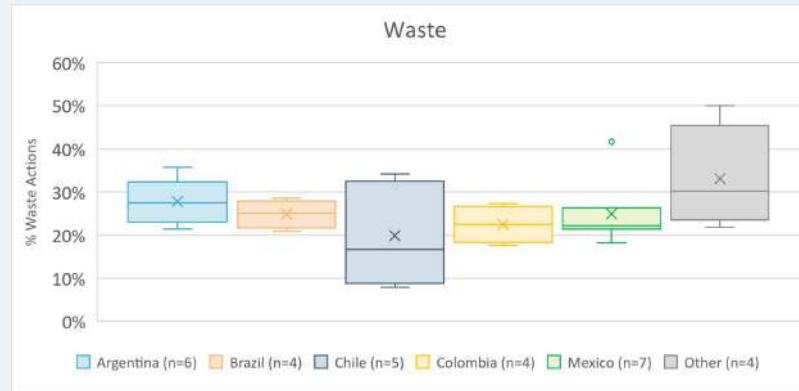 Waste
60%
50%
40%
30%
20%
10%
0%
% Waste Actions
Argentina (n=6) Brazil (n=4) Chile (n=5) Colombia (n=4) Mexico (n=7) Other (n=4)